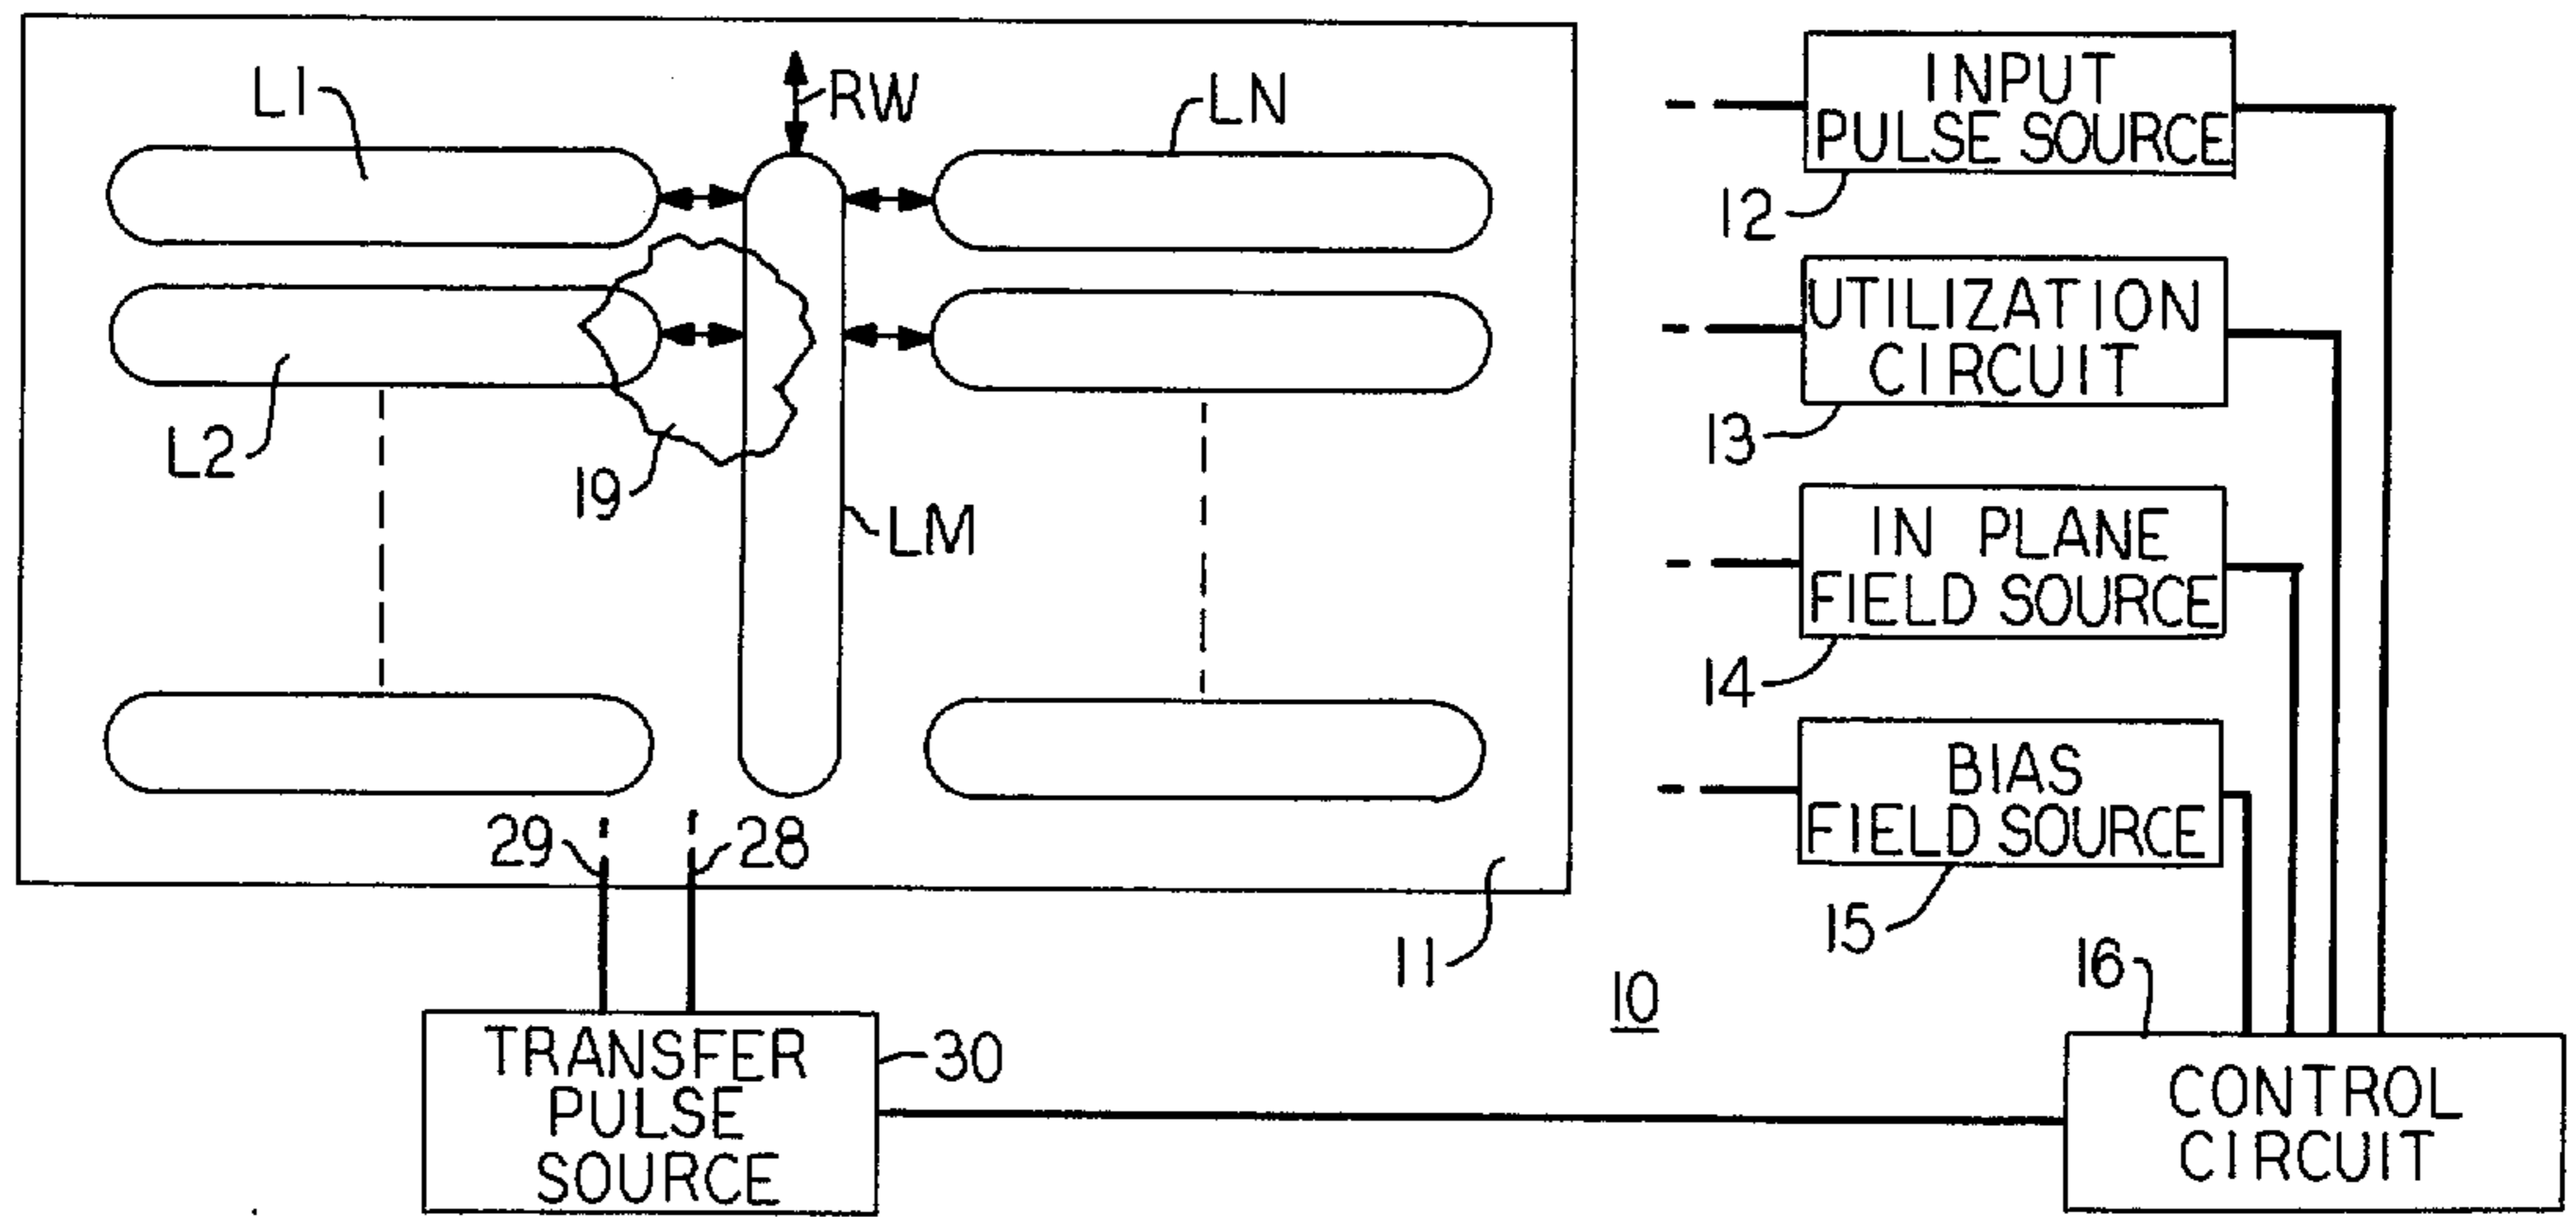 L1
RW
LN
L2
19
LM
29
28
11
INPUT
PULSE SOURCE
12
UTILIZATION
CIRCUIT
13
IN PLANE
FIELD SOURCE
14
BIAS
FIELD SOURCE
15
10
16
TRANSFER
PULSE
SOURCE
30
CONTROL
CIRCUIT